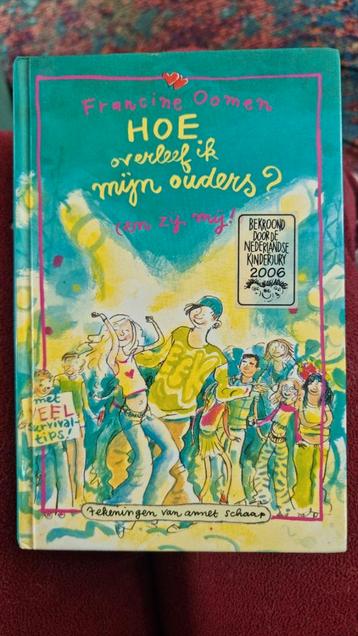 Francine Oomen
HOE
overleef ik
mijn ouders?
(en zij mij!)
BEKROOND
DOOR DE
NEDERLANDSE
KINDERJURY
2006
EEK
met
VEEL
survival-
tips!
tekeningen van annet schaap